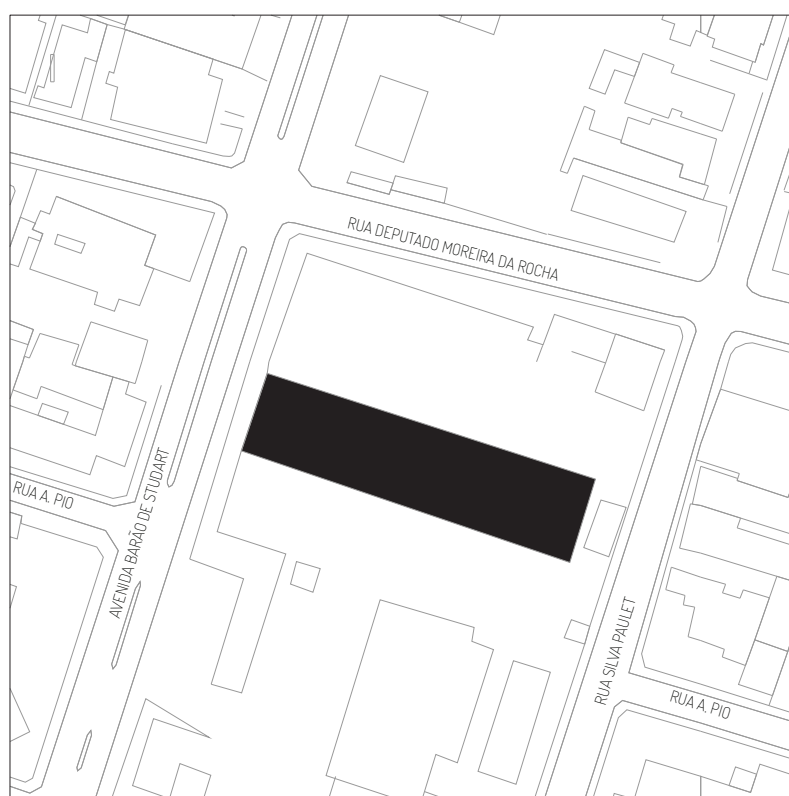 RUA DEPUTADO MOREIRA DA ROCHA
RUA A. PIO
AVENIDA BARÃO DE STUDART
RUA SILVA PAULET
RUA A. PIO